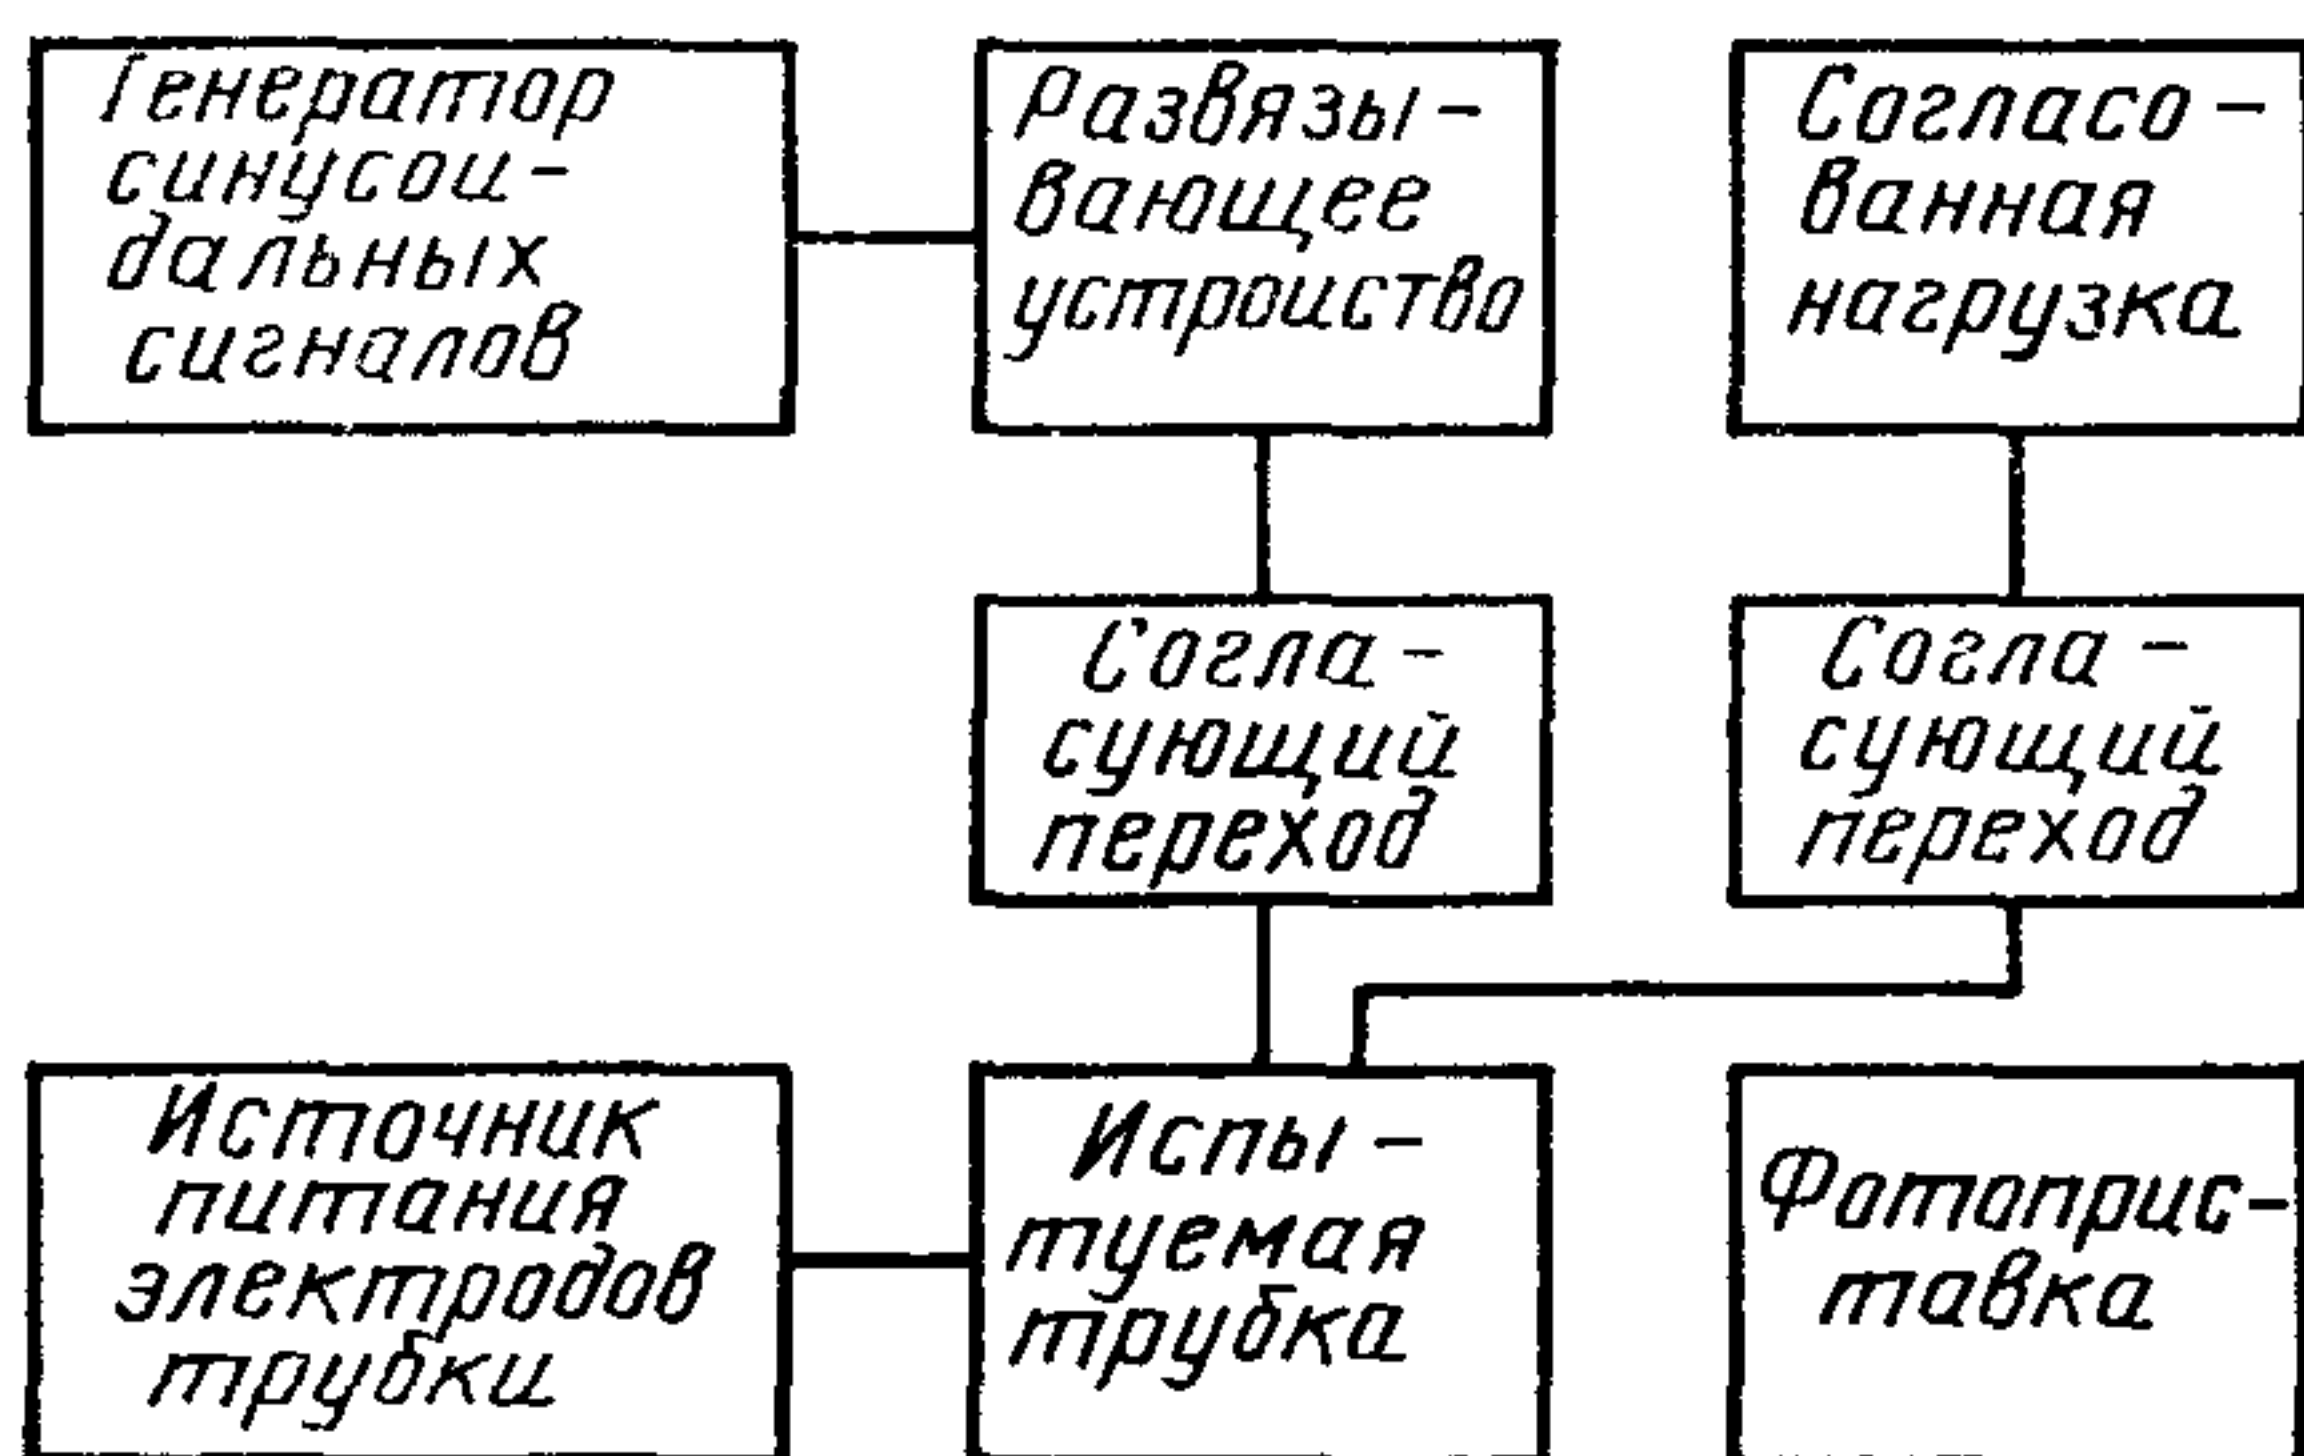 Генератор
синусои-
дальных
сигналов
Развязы-
вающее
устроиство
Согласо-
ванная
нагрузка
Согла-
сующий
переход
Согла-
сующий
переход
Источник
питания
электродов
трубки
Испы-
туемая
трубка
Фотоприс-
тавка